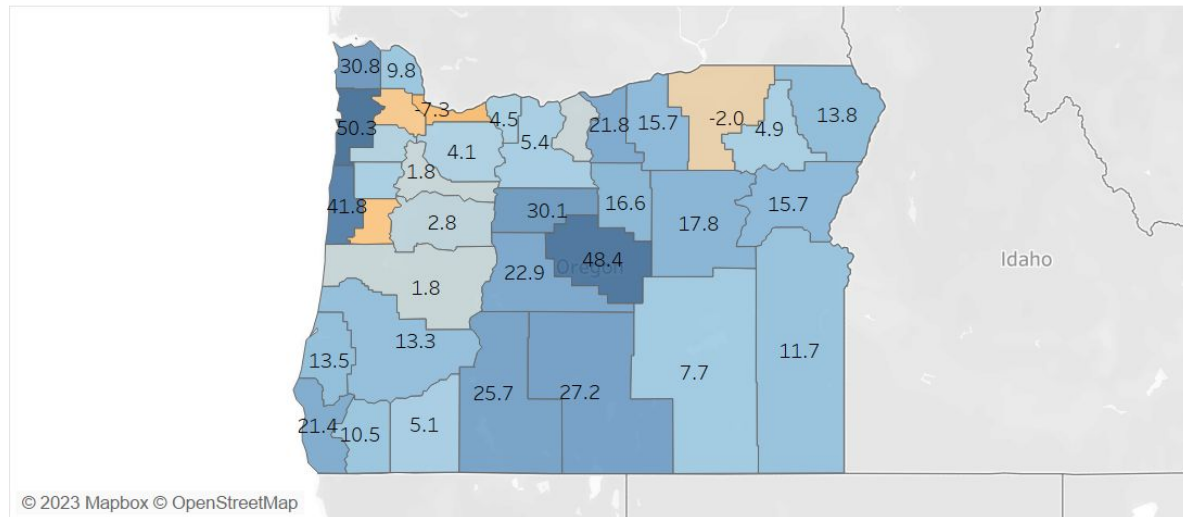 30.8 9.8
50.3 -7.3 4.5 5.4 21.8 15.7 -2.0 4.9 13.8
4.1
1.8
41.8 2.8 30.1 16.6 17.8 15.7
22.9 48.4
Oregon
Idaho
1.8
13.5 13.3 25.7 27.2 7.7 11.7
21.4 10.5 5.1
© 2023 Mapbox © OpenStreetMap